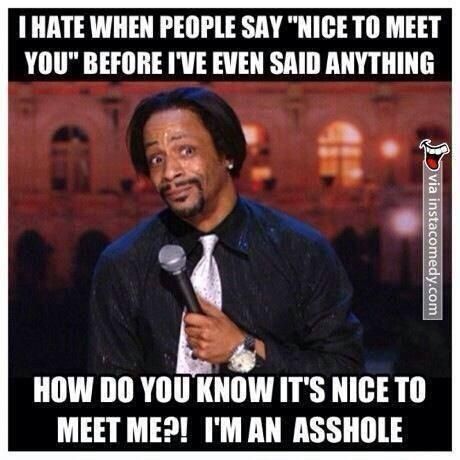 I HATE WHEN PEOPLE SAY "NICE TO MEET
YOU" BEFORE I'VE EVEN SAID ANYTHING
via instacomedy.com
HOW DO YOU KNOW IT'S NICE TO
MEET ME?! I'M AN ASSHOLE